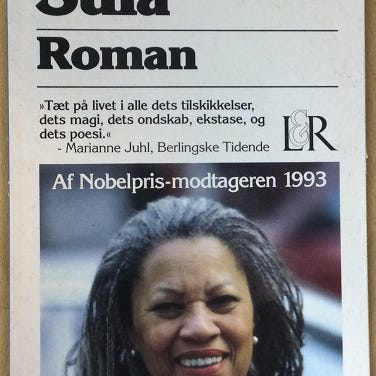 Sula
Roman
»Tæt på livet i alle dets tilskikkelser,
dets magi, dets ondskab, ekstase, og
dets poesi.«
- Marianne Juhl, Berlingske Tidende
L&R
Af Nobelpris-modtageren 1993